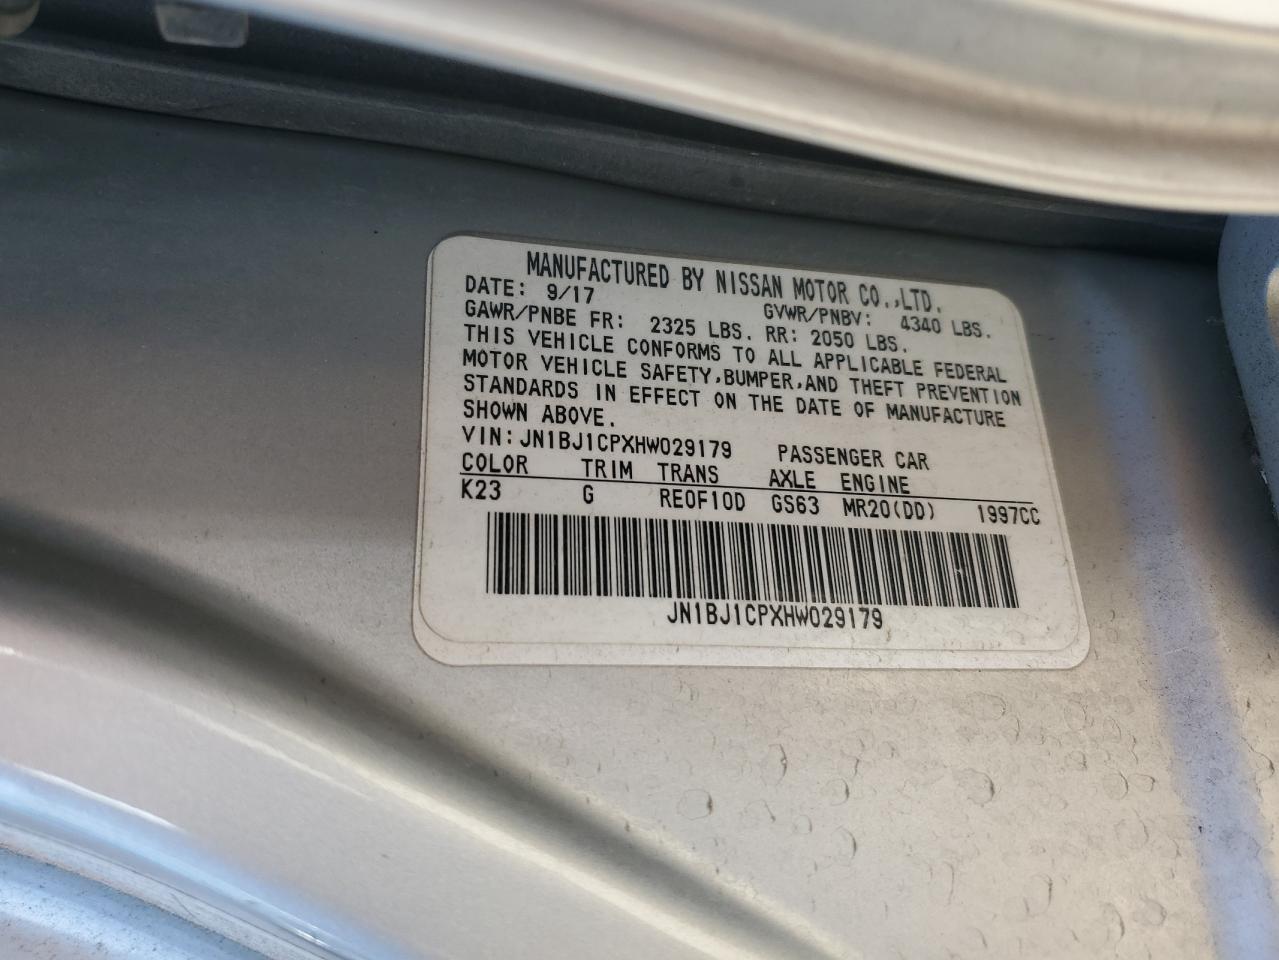 MANUFACTURED BY NISSAN MOTOR CO.,LTD.
DATE: 9/17 GVWR/PNBV: 4340 LBS.
GAWR/PNBE FR: 2325 LBS. RR: 2050 LBS.
THIS VEHICLE CONFORMS TO ALL APPLICABLE FEDERAL
MOTOR VEHICLE SAFETY,BUMPER,AND THEFT PREVENTION
STANDARDS IN EFFECT ON THE DATE OF MANUFACTURE
SHOWN ABOVE.
VIN:JN1BJ1CPXHW029179 PASSENGER CAR
COLOR TRIM TRANS AXLE ENGINE
K23 G RE0F10D GS63 MR20(DD) 1997CC
JN1BJ1CPXHW029179